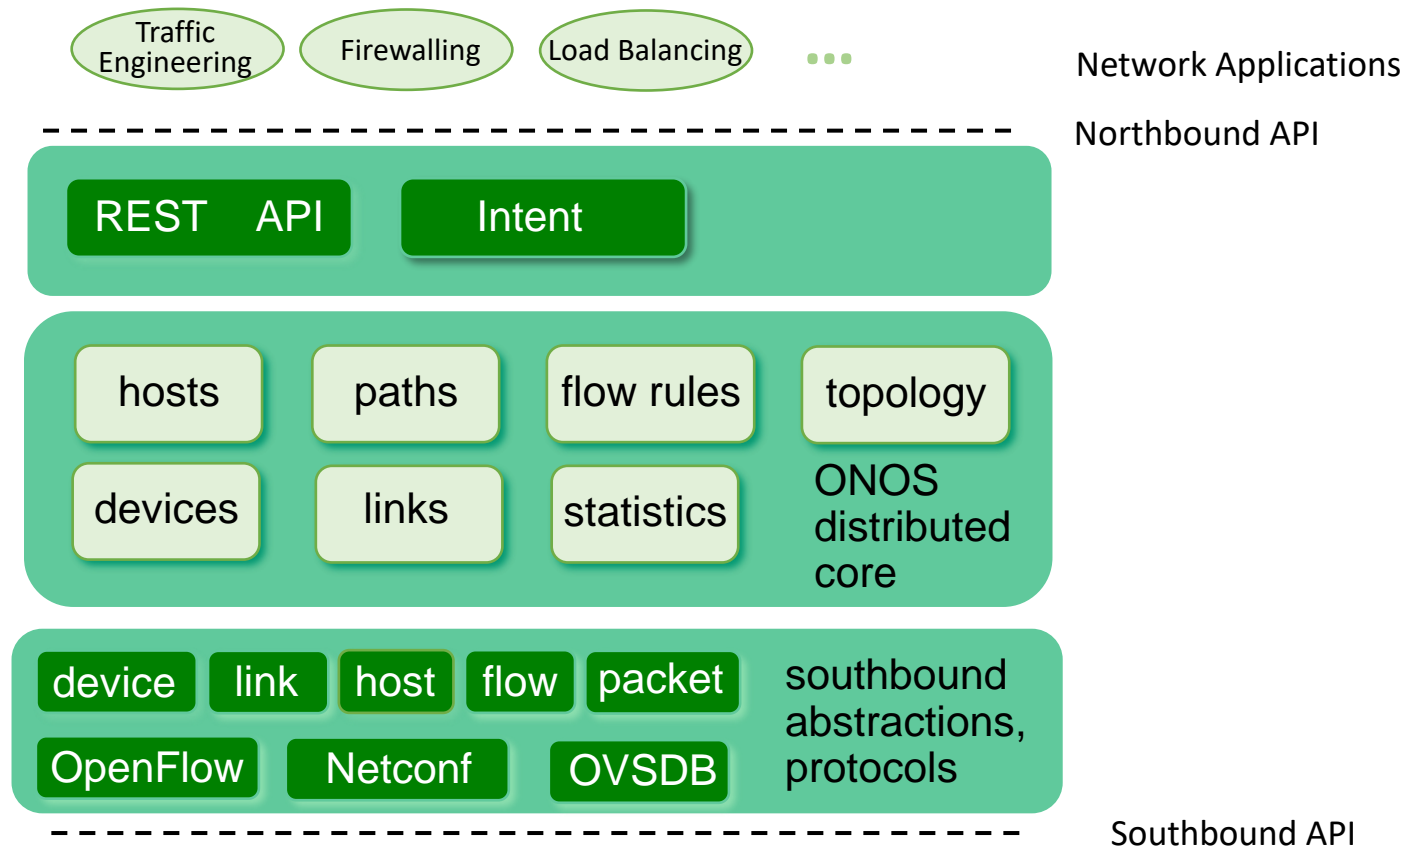 Traffic
Engineering
Firewalling
Load Balancing
...
Network Applications
Northbound API
REST API
Intent
hosts
paths
flow rules
topology
devices
links
statistics
ONOS
distributed
core
device
link
host
flow
packet
southbound
abstractions,
protocols
OpenFlow
Netconf
OVSDB
Southbound API